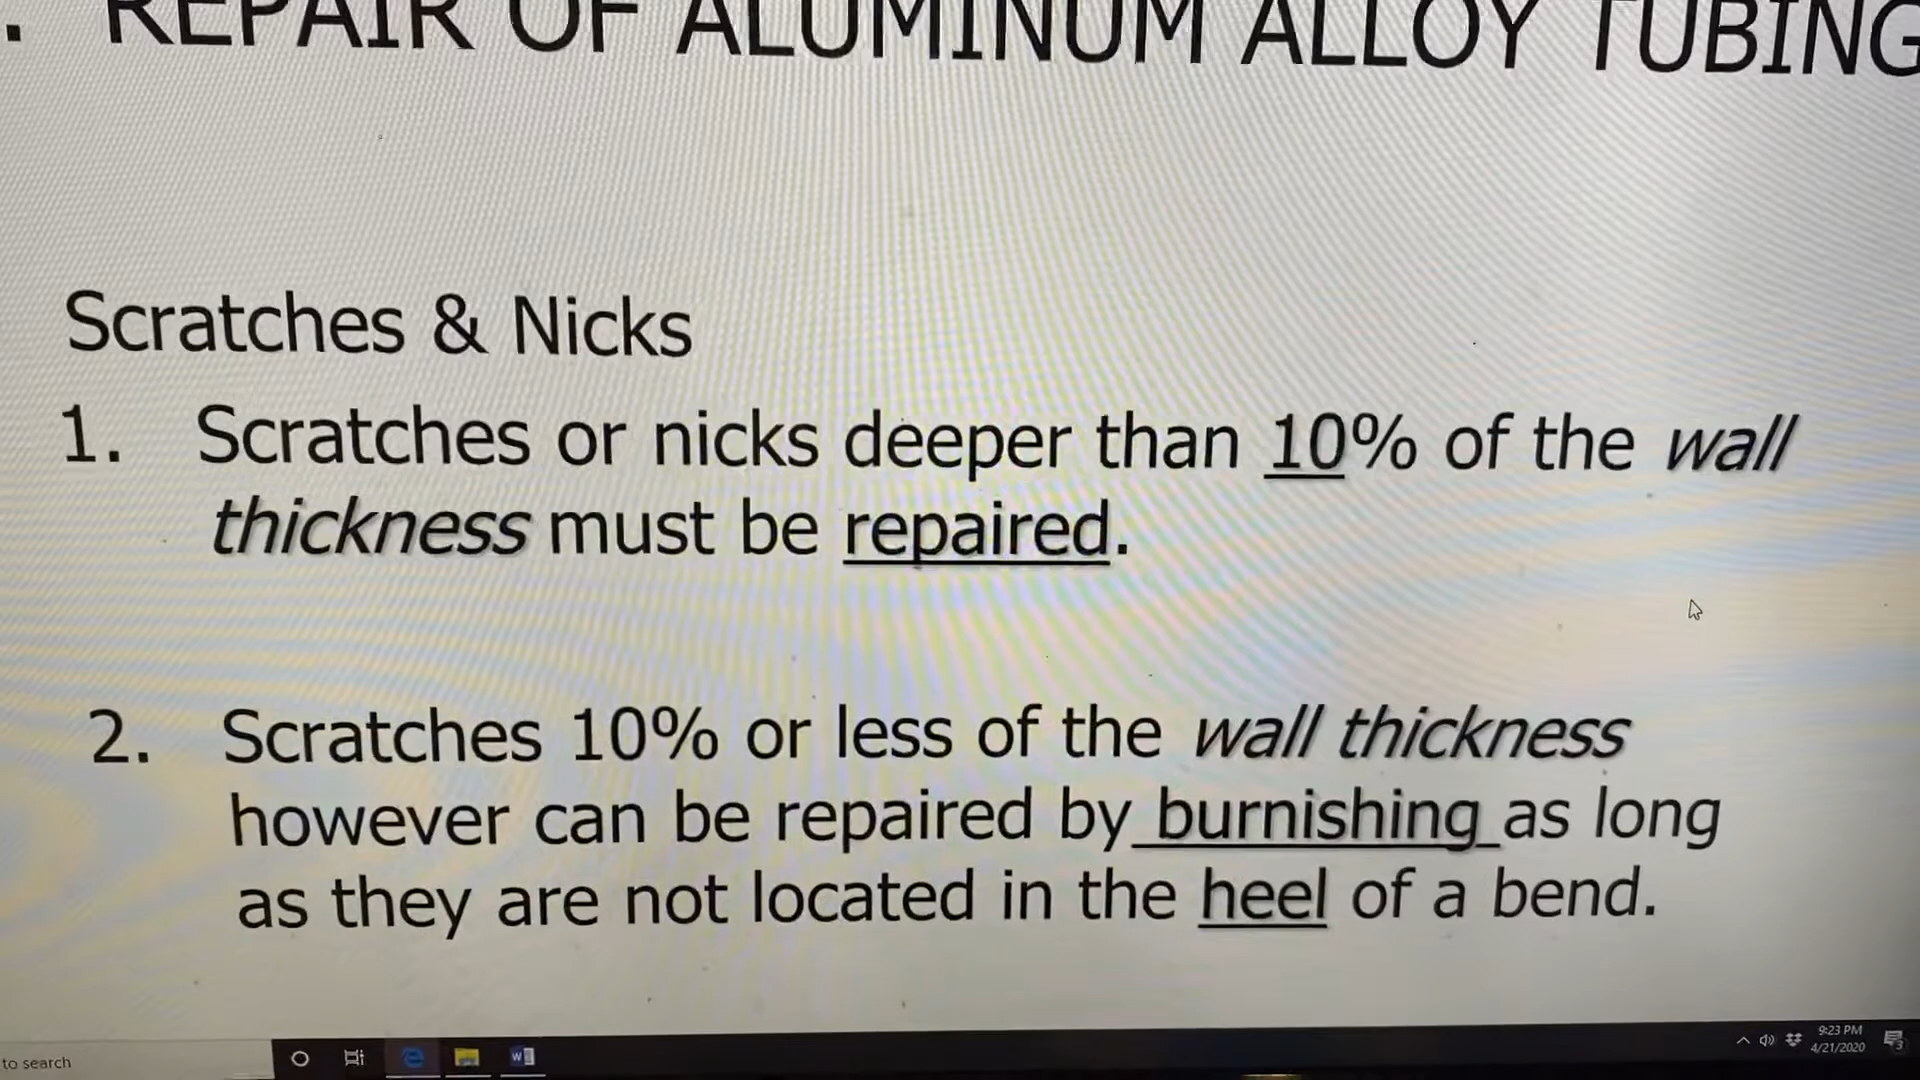 . REPAIR OF ALUMINUM ALLOY TUBING
Scratches & Nicks
1. Scratches or nicks deeper than 10% of the wall
thickness must be repaired.
2. Scratches 10% or less of the wall thickness
however can be repaired by burnishing as long
as they are not located in the heel of a bend.
to search
9:23 PM
4/21/2020
3